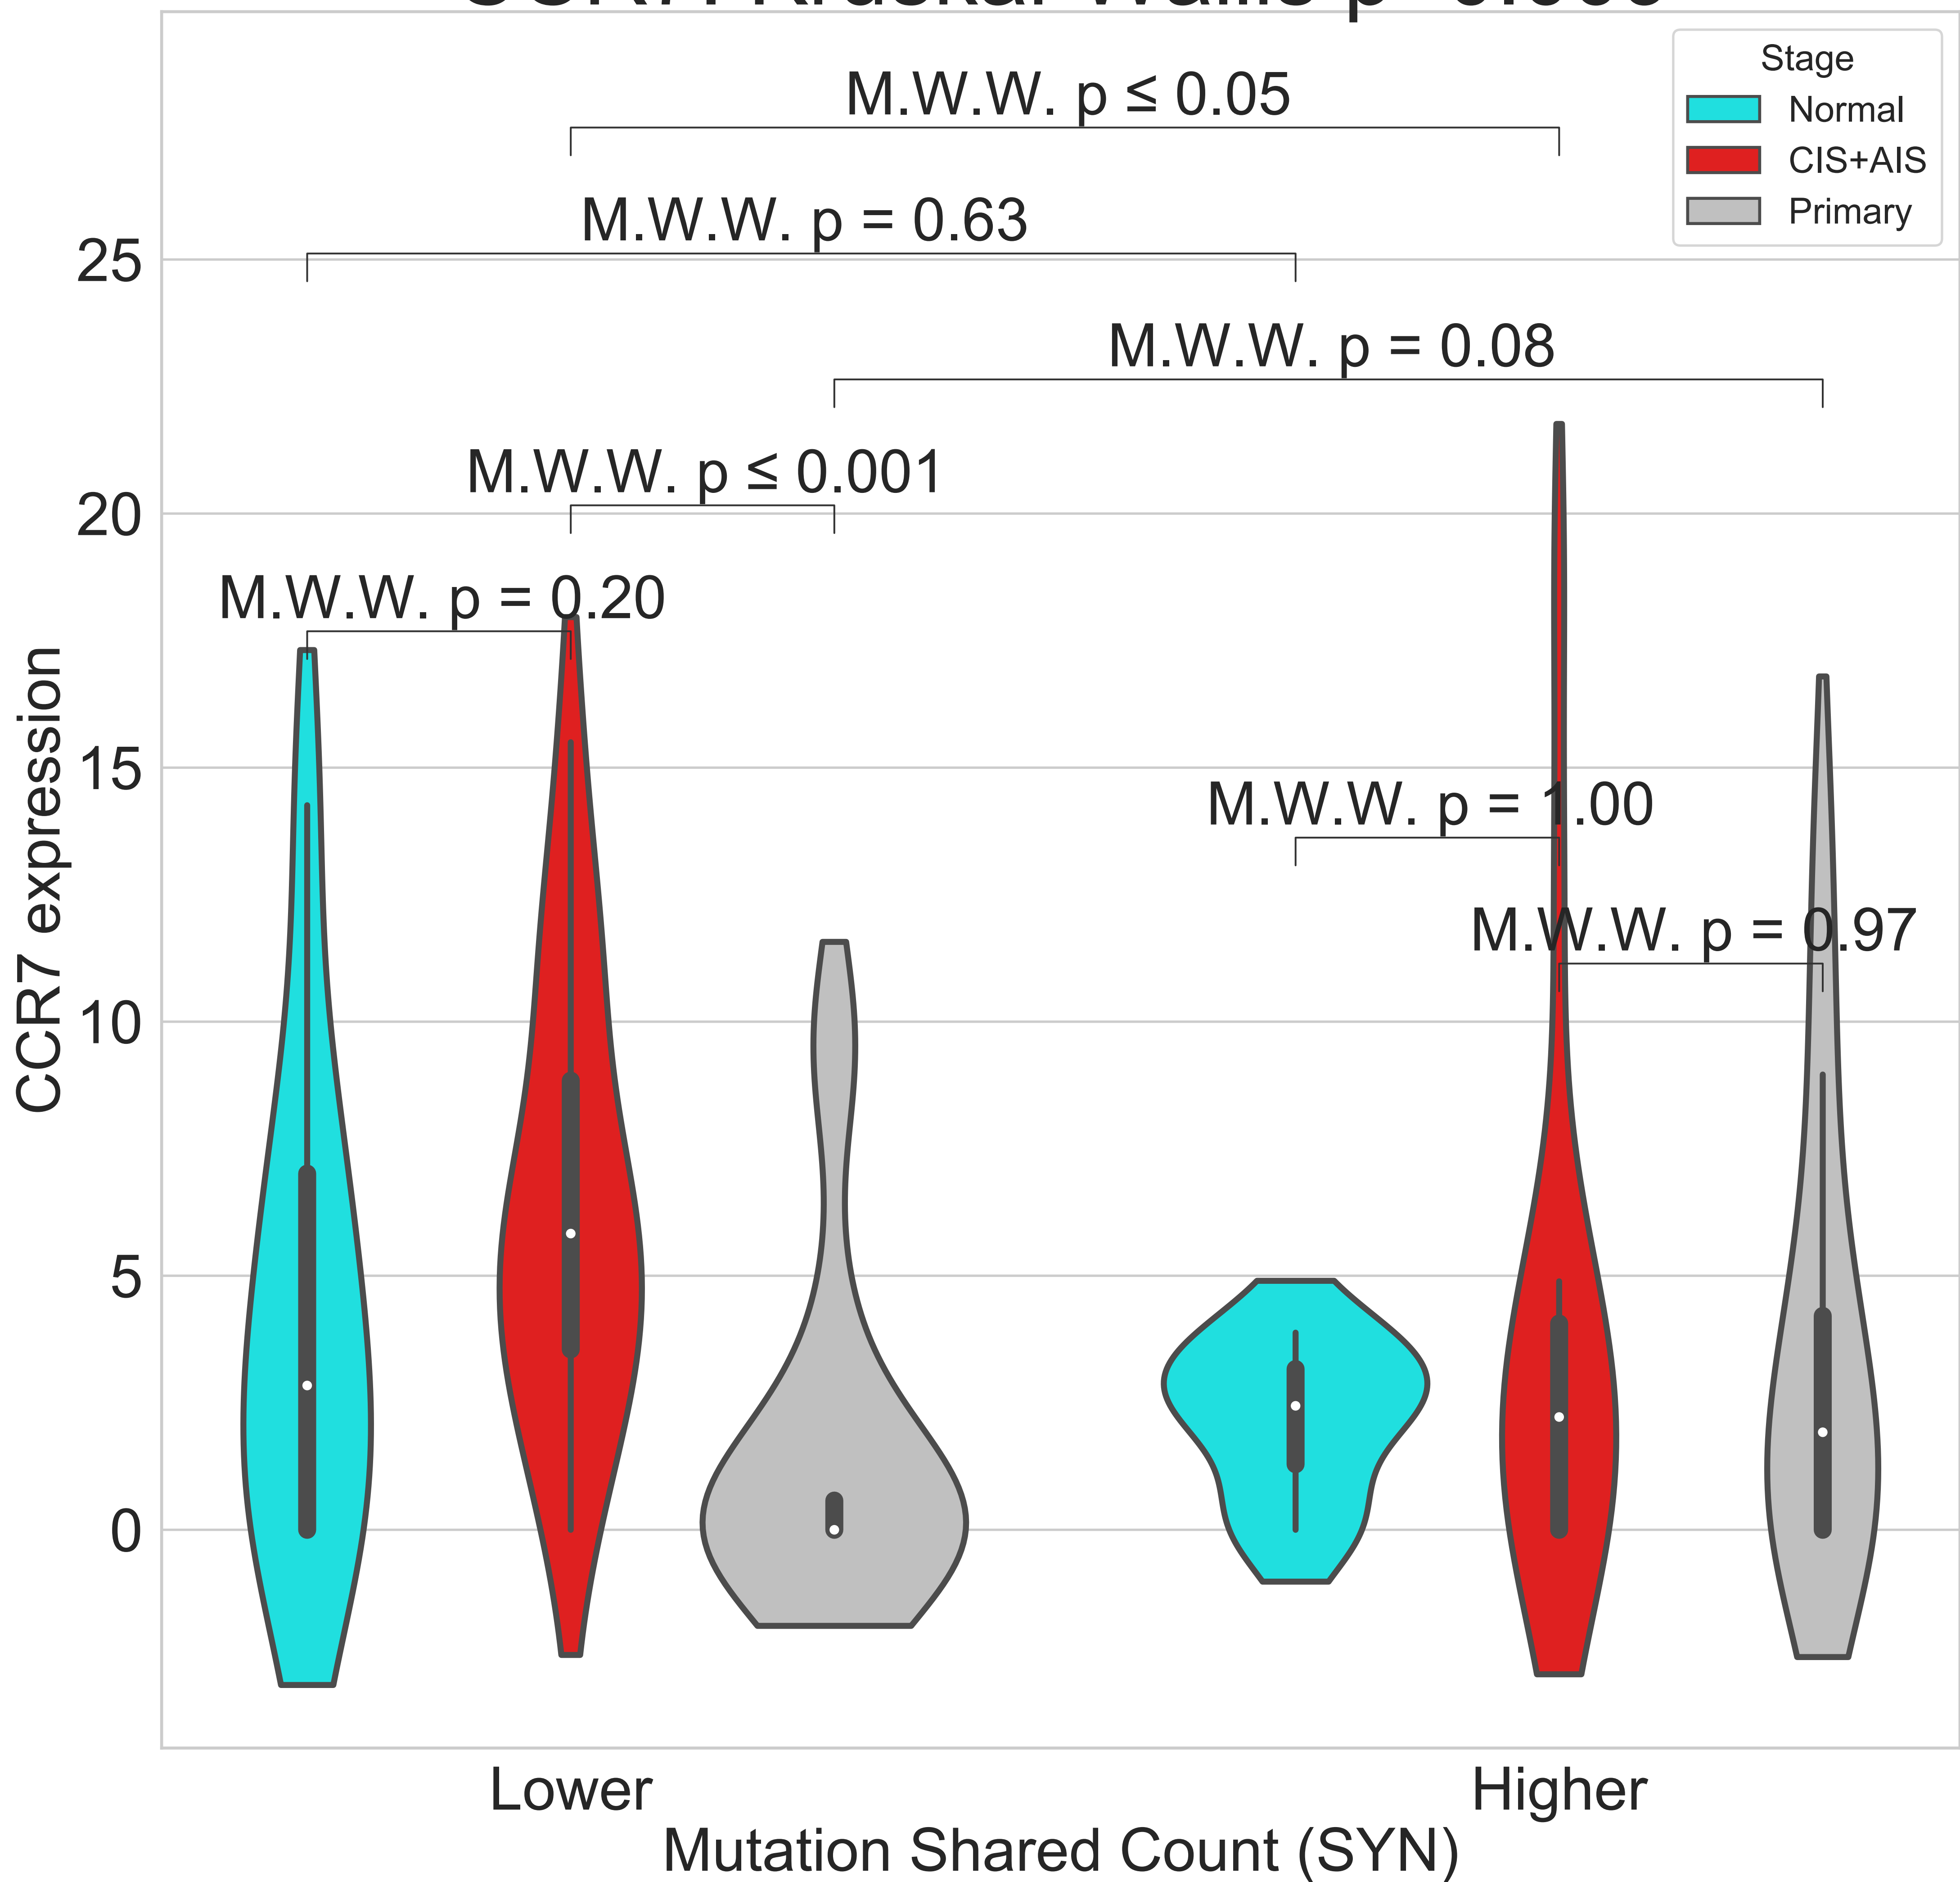 Stage
Normal
CIS+AIS
Primary
M.W.W. p ≤ 0.05
M.W.W. p = 0.63
M.W.W. p = 0.08
M.W.W. p ≤ 0.001
M.W.W. p = 0.20
M.W.W. p = 1.00
M.W.W. p = 0.97
25
20
15
10
5
0
CCR7 expression
Lower
Higher
Mutation Shared Count (SYN)